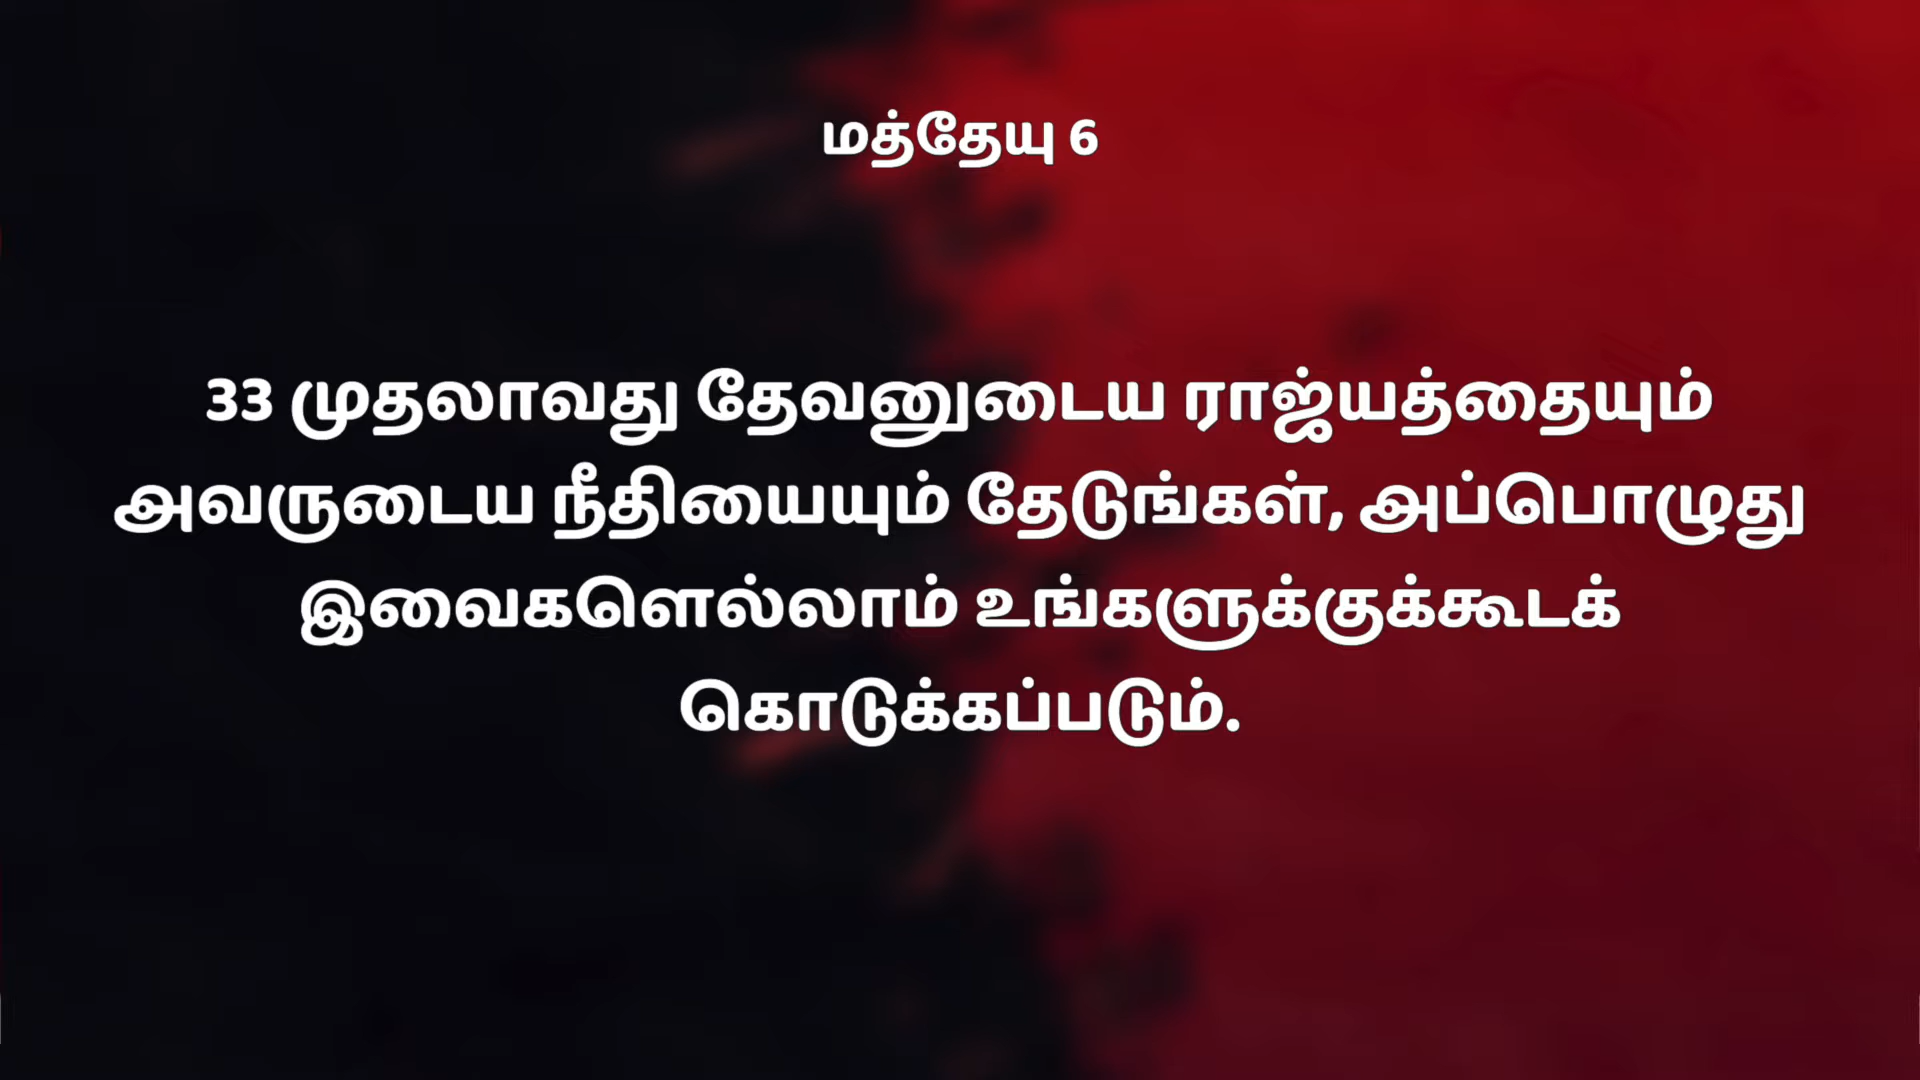 மத்தேயு 6
33 முதலாவது தேவனுடைய ராஜ்யத்தையும்
அவருடைய நீதியையும் தேடுங்கள், அப்பொழுது
இவைகளெல்லாம் உங்களுக்குக்கூடக்
கொடுக்கப்படும்.